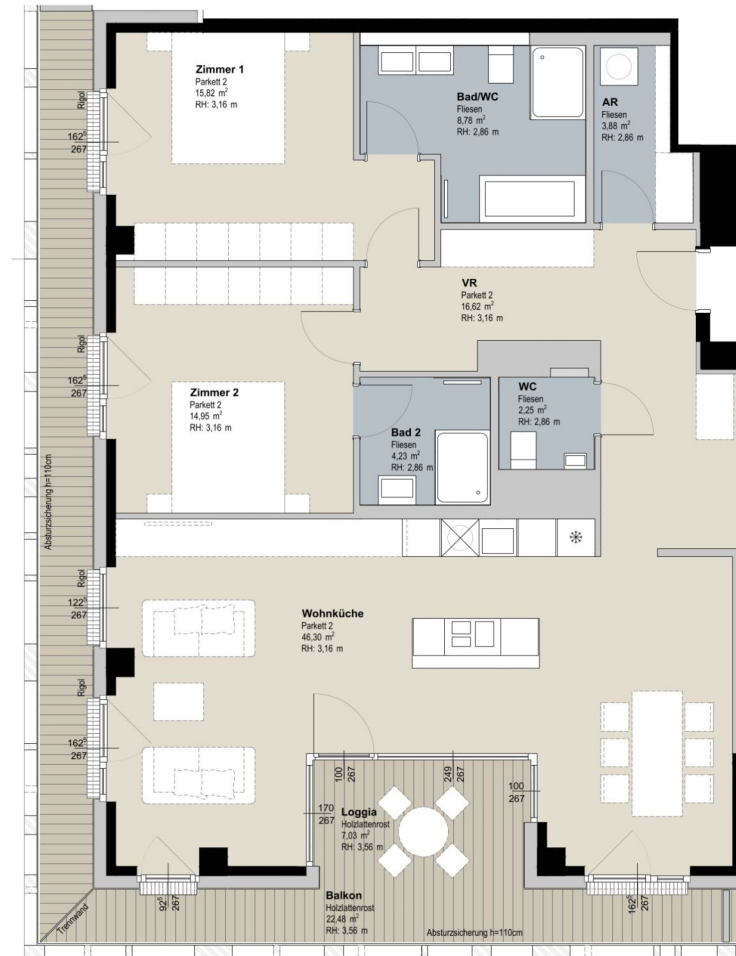 Zimmer 1
Parkett 2
15,82 m²
RH: 3,16 m
Bad/WC
Fliesen
8,78 m²
RH: 2,86 m
AR
Fliesen
3,88 m²
RH: 2,86 m
Rigol
162⁵
267
VR
Parkett 2
16,62 m²
RH: 3,16 m
Rigol
162⁵
267
Zimmer 2
Parkett 2
14,95 m²
RH: 3,16 m
WC
Fliesen
2,25 m²
RH: 2,86 m
Bad 2
Fliesen
4,23 m²
RH: 2,86 m
Absturzsicherung h=110cm
Rigol
122⁵
267
Wohnküche
Parkett 2
46,30 m²
RH: 3,16 m
Rigol
162⁵
267
100
267
249
267
100
267
170
267
Loggia
Holzlattenrost
7,03 m²
RH: 3,56 m
92⁵
267
162⁵
267
Balkon
Holzlattenrost
22,48 m²
RH: 3,56 m
Trennwand
Absturzsicherung h=110cm